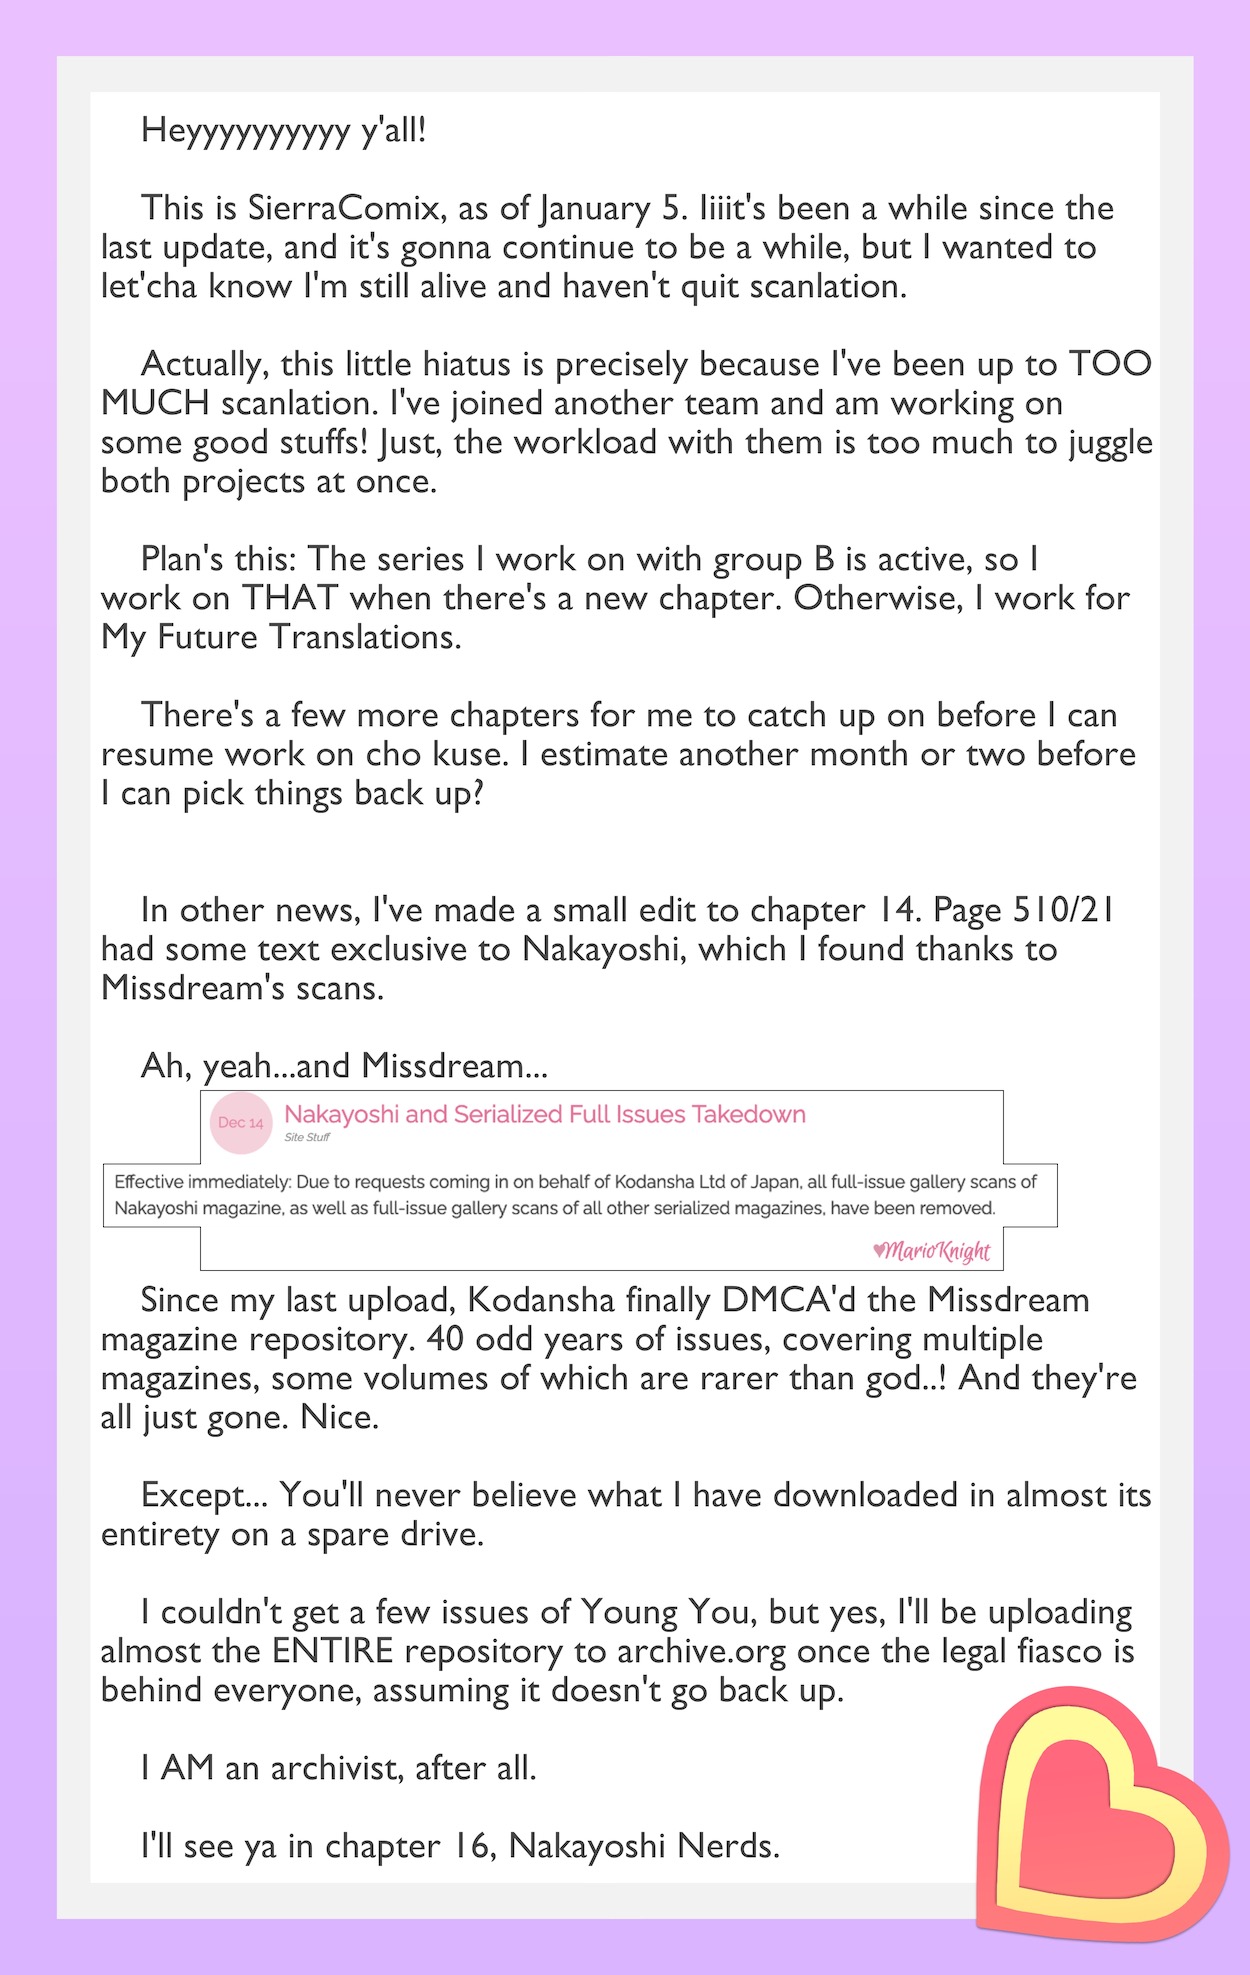 Heyyyyyyyyyy y'all!
This is SierraComix, as of January 5. Iiiit's been a while since the
last update, and it's gonna continue to be a while, but I wanted to
let'cha know I'm still alive and haven't quit scanlation.
Actually, this little hiatus is precisely because I've been up to TOO
MUCH scanlation. I've joined another team and am working on
some good stuffs! Just, the workload with them is too much to juggle
both projects at once.
Plan's this: The series I work on with group B is active, so I
work on THAT when there's a new chapter. Otherwise, I work for
My Future Translations.
There's a few more chapters for me to catch up on before I can
resume work on cho kuse. I estimate another month or two before
I can pick things back up?
In other news, I've made a small edit to chapter 14. Page 510/21
had some text exclusive to Nakayoshi, which I found thanks to
Missdream's scans.
Ah, yeah...and Missdream...
Dec 14
Nakayoshi and Serialized Full Issues Takedown
Site Stuff
Effective immediately: Due to requests coming in on behalf of Kodansha Ltd of Japan, all full-issue gallery scans of
Nakayoshi magazine, as well as full-issue gallery scans of all other serialized magazines, have been removed.
♥MarioKnight
Since my last upload, Kodansha finally DMCA'd the Missdream
magazine repository. 40 odd years of issues, covering multiple
magazines, some volumes of which are rarer than god..! And they're
all just gone. Nice.
Except... You'll never believe what I have downloaded in almost its
entirety on a spare drive.
I couldn't get a few issues of Young You, but yes, I'll be uploading
almost the ENTIRE repository to archive.org once the legal fiasco is
behind everyone, assuming it doesn't go back up.
I AM an archivist, after all.
I'll see ya in chapter 16, Nakayoshi Nerds.